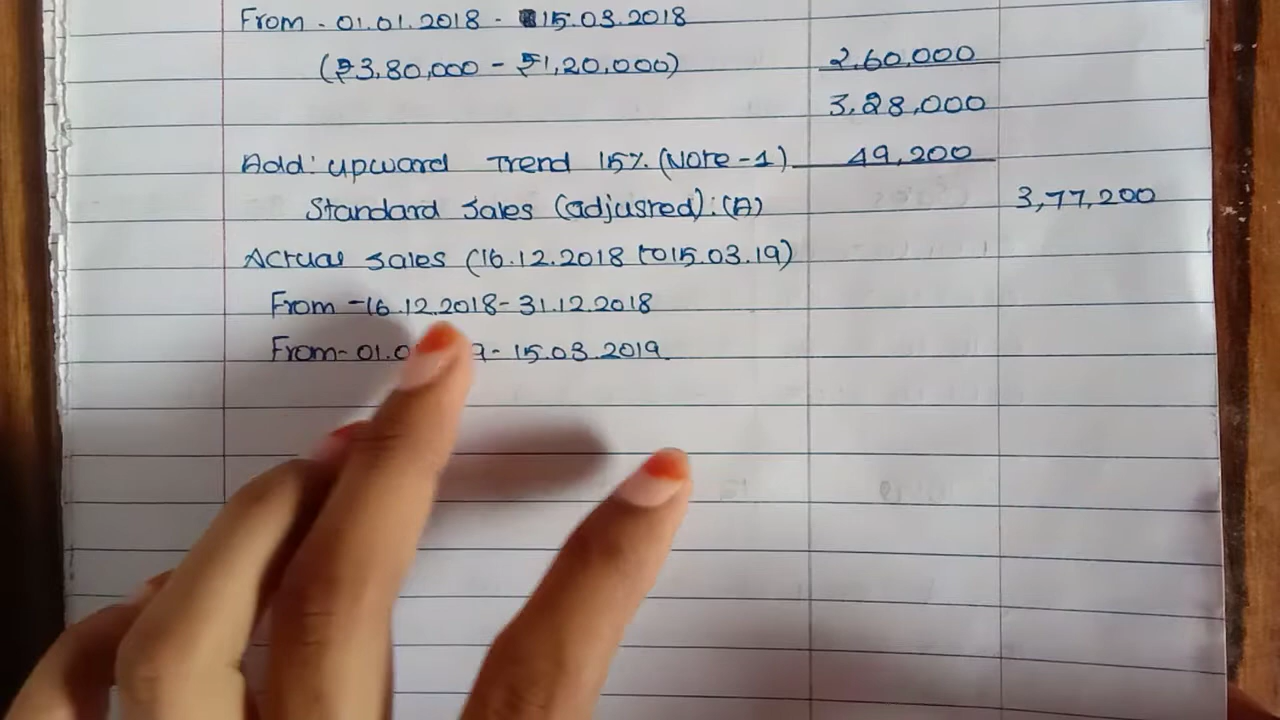 From - 01.01.2018 - 15.03.2018
(₹3,80,000 - ₹1,20,000) 2,60,000
3,28,000
Add: upward Trend 15% (Note-1) 49,200
Standard Sales (adjusted): (A) 3,77,200
Actual Sales (16.12.2018 to 15.03.19)
From - 16.12.2018 - 31.12.2018
From - 01.0 - 15.03.2019